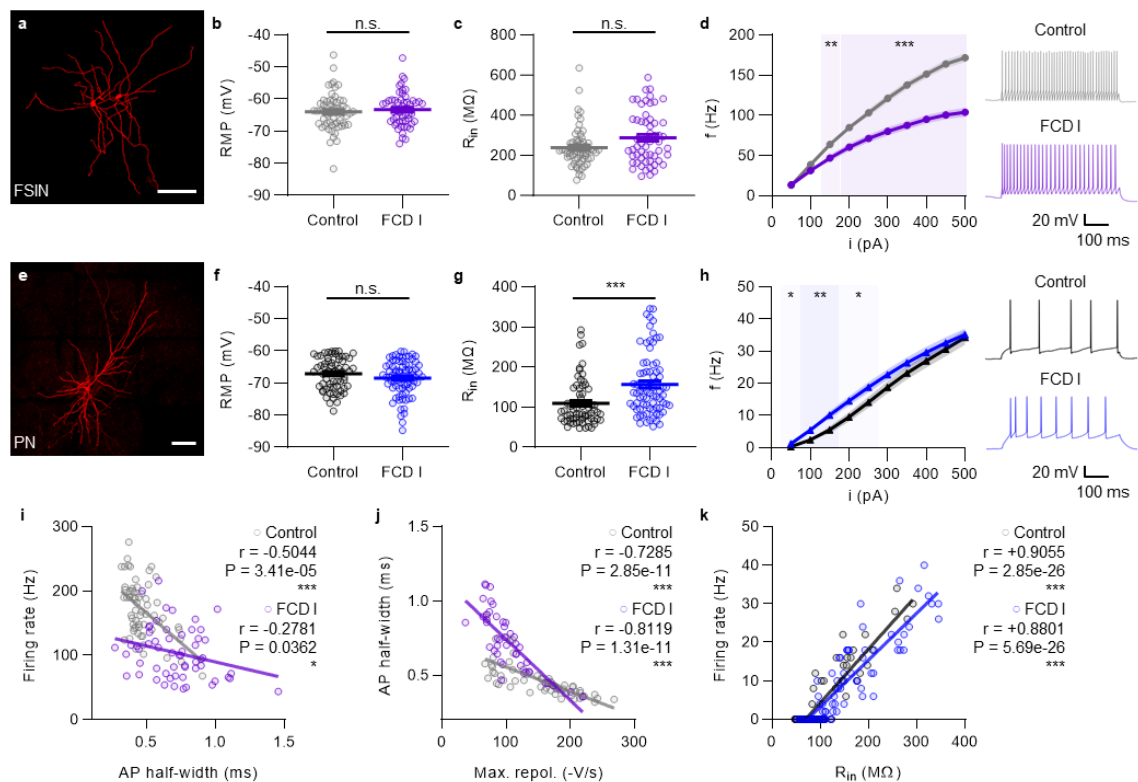 a
FSIN
b
n.s.
-40
-50
-60
-70
-80
-90
RMP (mV)
Control
FCD I
c
n.s.
800
600
400
200
0
Rin (MΩ)
Control
FCD I
d
** ***
200
150
100
50
0
f (Hz)
0 100 200 300 400 500
i (pA)
Control
FCD I
20 mV
100 ms
e
PN
f
n.s.
-40
-50
-60
-70
-80
-90
RMP (mV)
Control
FCD I
g
***
400
300
200
100
0
Rin (MΩ)
Control
FCD I
h
* ** *
50
40
30
20
10
0
f (Hz)
0 100 200 300 400 500
i (pA)
Control
FCD I
20 mV
100 ms
i
300
200
100
0
Firing rate (Hz)
0.5 1.0 1.5
AP half-width (ms)
Control
r = -0.5044
P = 3.41e-05
***
FCD I
r = -0.2781
P = 0.0362
*
j
1.5
1.0
0.5
AP half-width (ms)
0 100 200 300
Max. repol. (-V/s)
Control
r = -0.7285
P = 2.85e-11
***
FCD I
r = -0.8119
P = 1.31e-11
***
k
50
40
30
20
10
0
Firing rate (Hz)
0 100 200 300 400
Rin (MΩ)
Control
r = +0.9055
P = 2.85e-26
***
FCD I
r = +0.8801
P = 5.69e-26
***